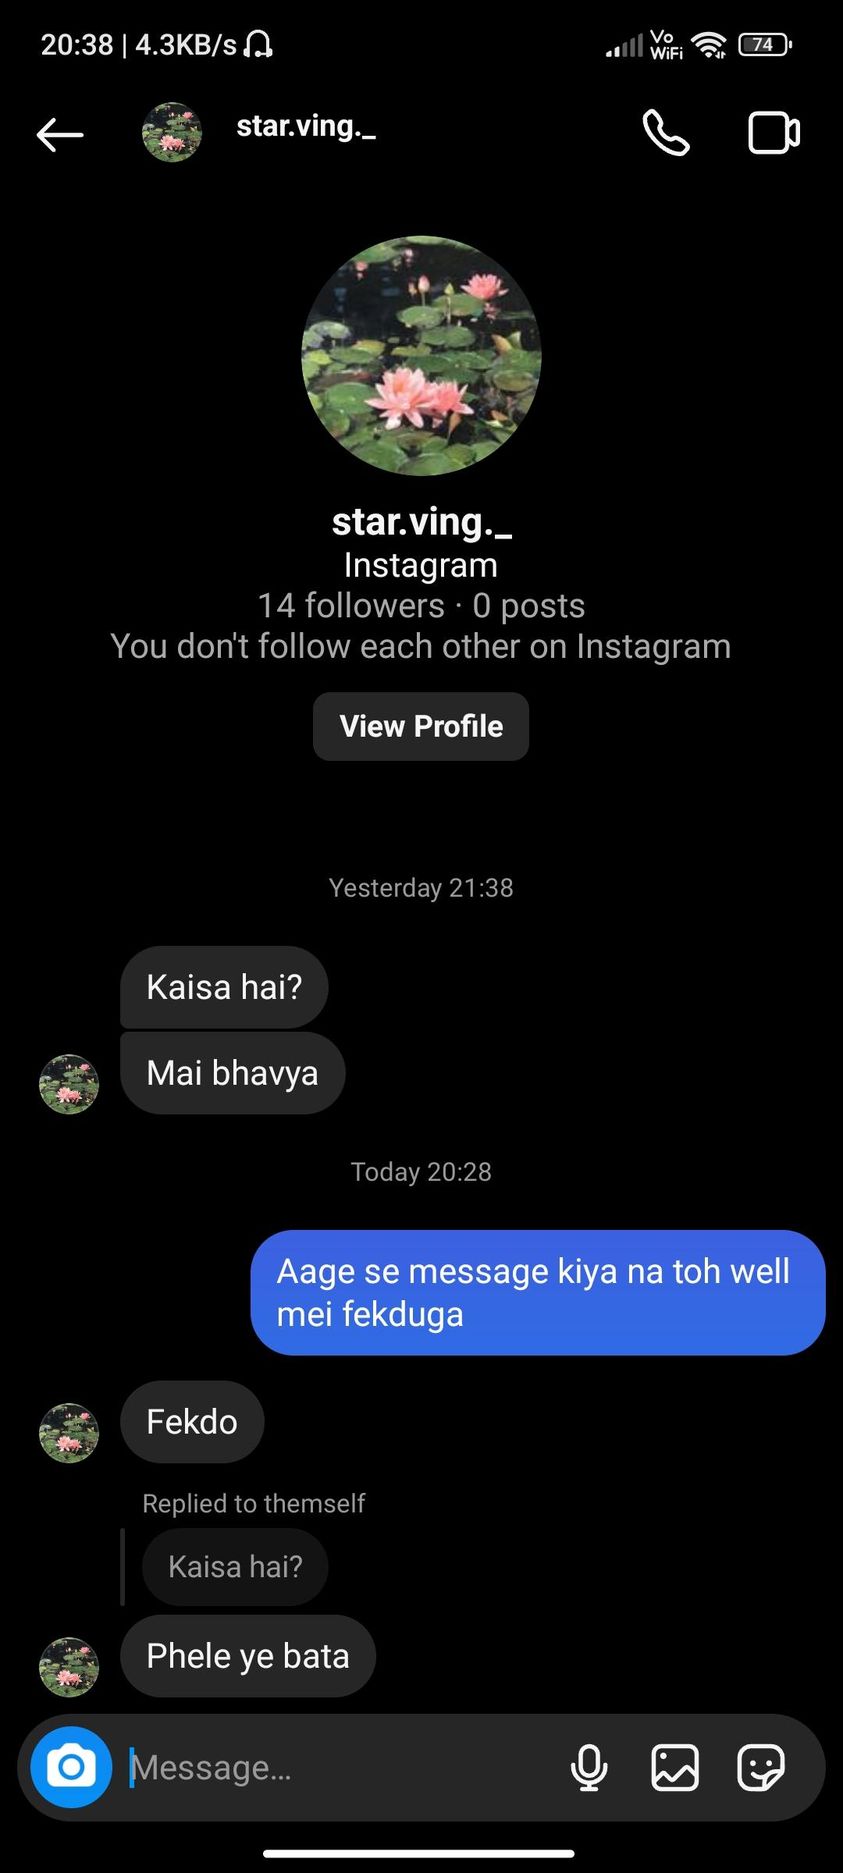 20:38 | 4.3KB/s
Vo
WiFi
74
star.ving._
star.ving._
Instagram
14 followers · 0 posts
You don't follow each other on Instagram
View Profile
Yesterday 21:38
Kaisa hai?
Mai bhavya
Today 20:28
Aage se message kiya na toh well
mei fekduga
Fekdo
Replied to themself
Kaisa hai?
Phele ye bata
Message...